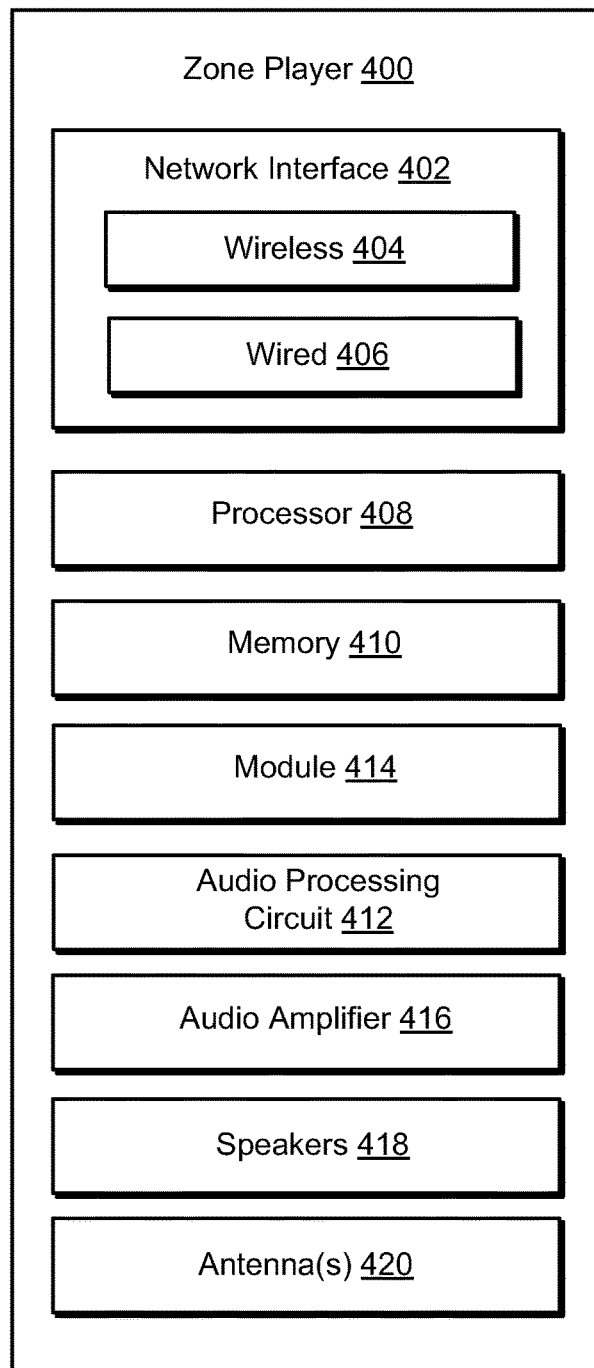 Zone Player 400
Network Interface 402
Wireless 404
Wired 406
Processor 408
Memory 410
Module 414
Audio Processing
Circuit 412
Audio Amplifier 416
Speakers 418
Antenna(s) 420